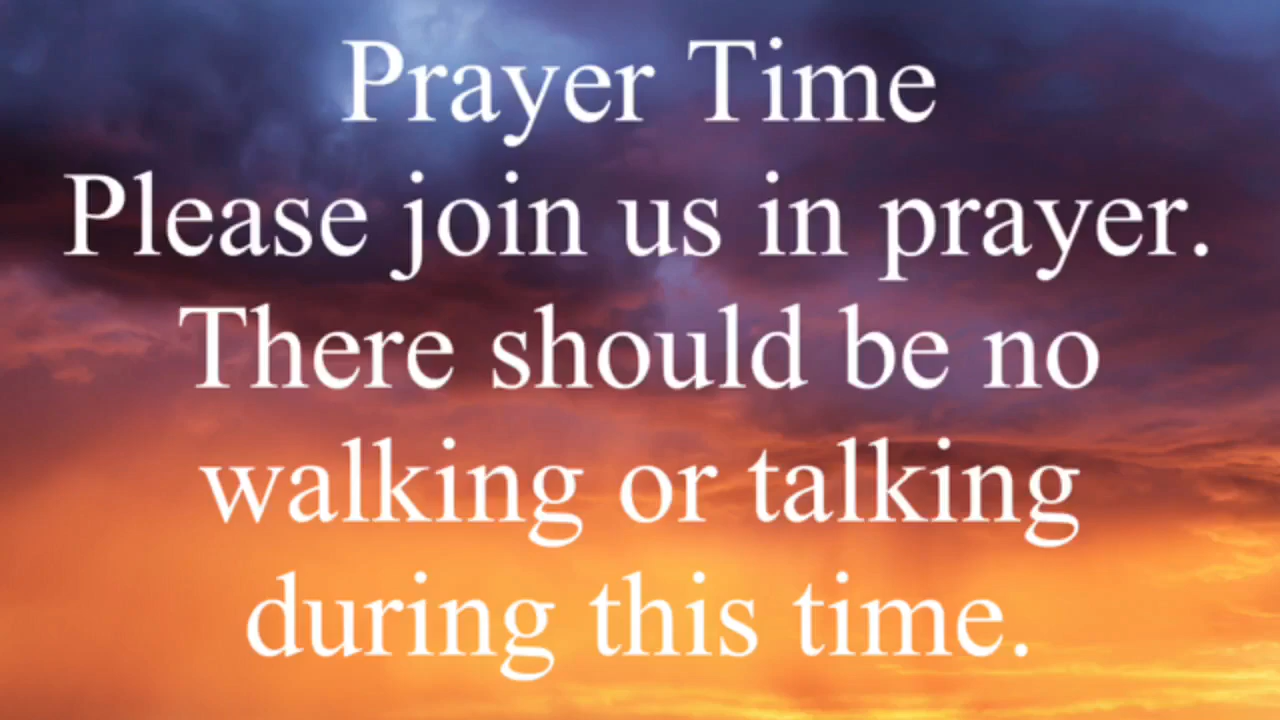 Prayer Time
Please join us in prayer.
There should be no
walking or talking
during this time.